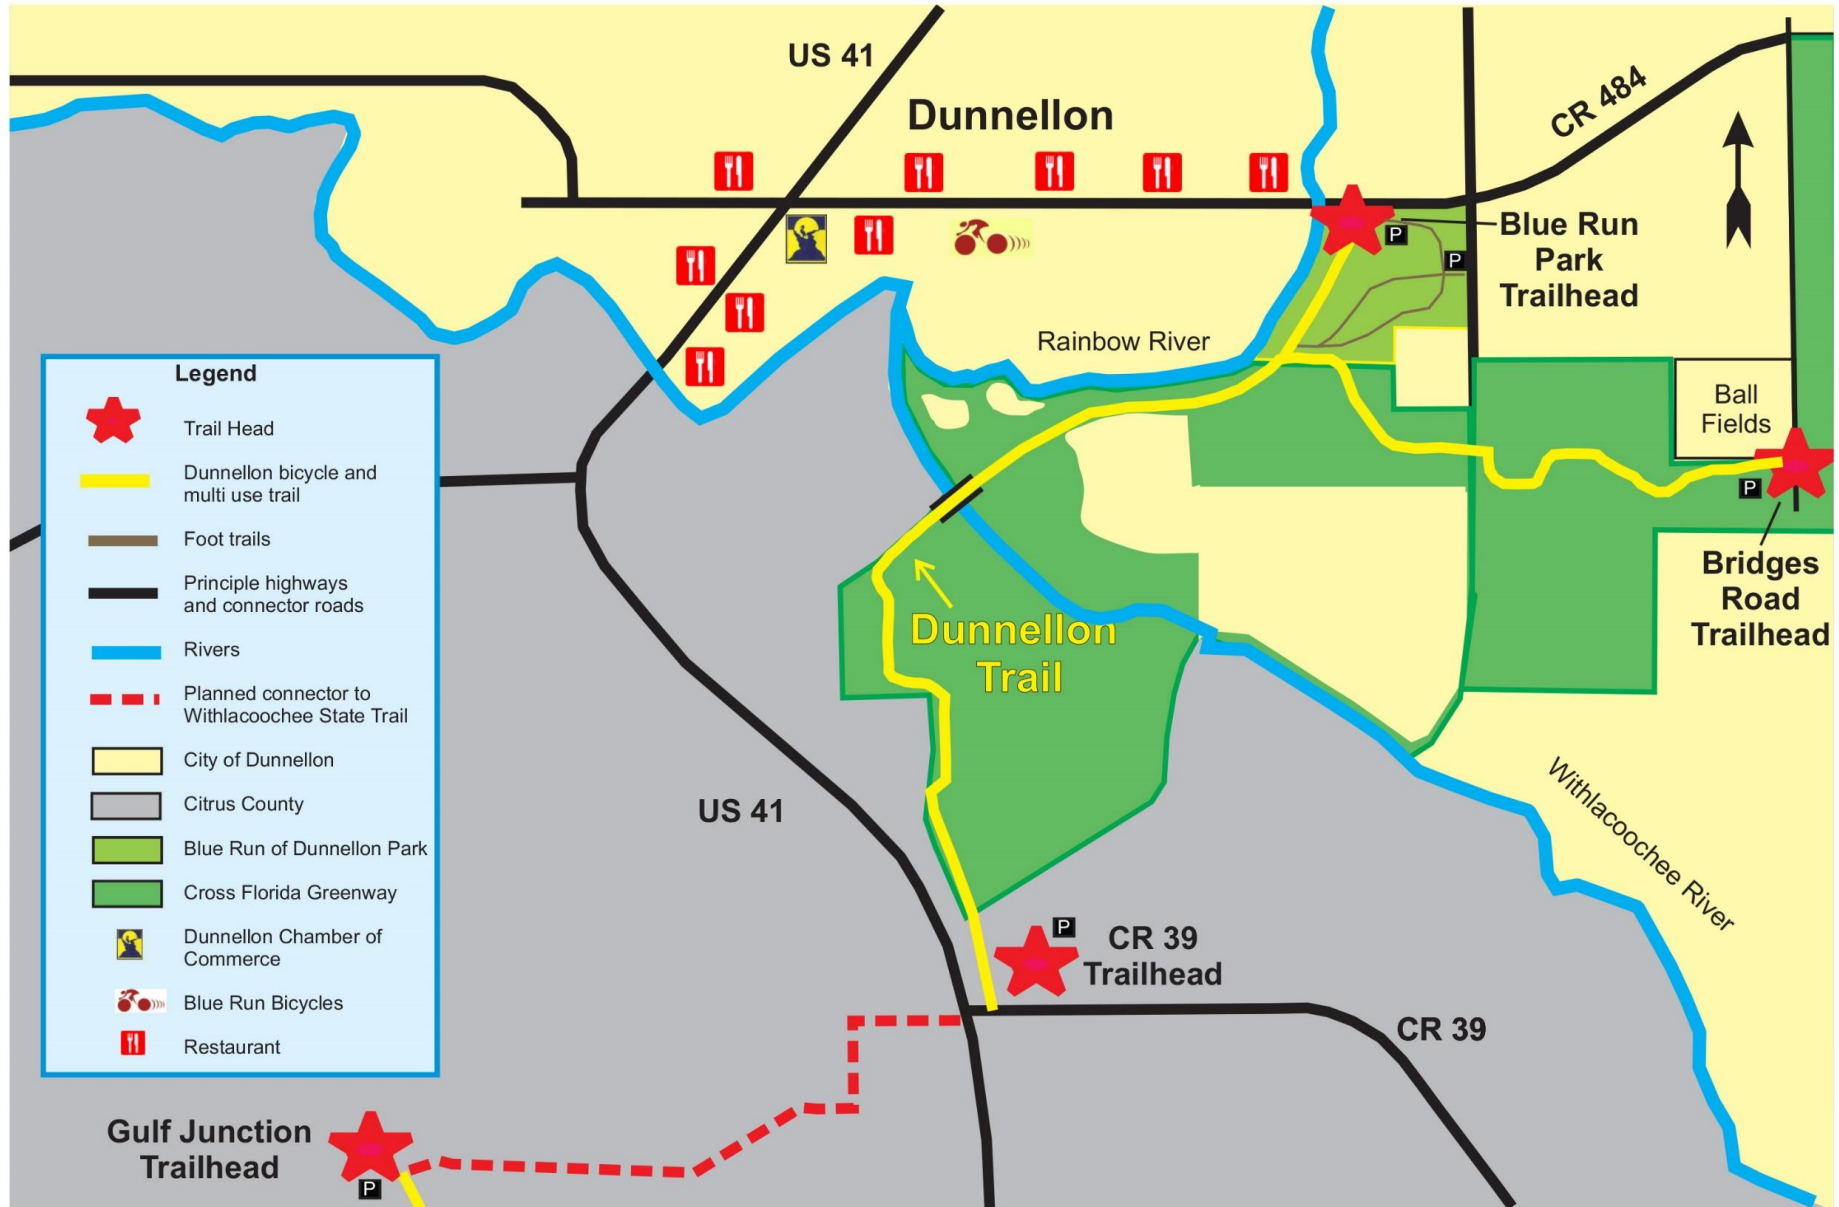 US 41
Dunnellon
CR 484
Blue Run
Park
Trailhead
P
P
Rainbow River
Ball
Fields
P
Bridges
Road
Trailhead
Dunnellon
Trail
Legend
Trail Head
Dunnellon bicycle and
multi use trail
Foot trails
Principle highways
and connector roads
Rivers
Planned connector to
Withlacoochee State Trail
City of Dunnellon
Citrus County
Blue Run of Dunnellon Park
Cross Florida Greenway
Dunnellon Chamber of
Commerce
Blue Run Bicycles
Restaurant
US 41
Withlacoochee River
P
CR 39
Trailhead
CR 39
Gulf Junction
Trailhead
P